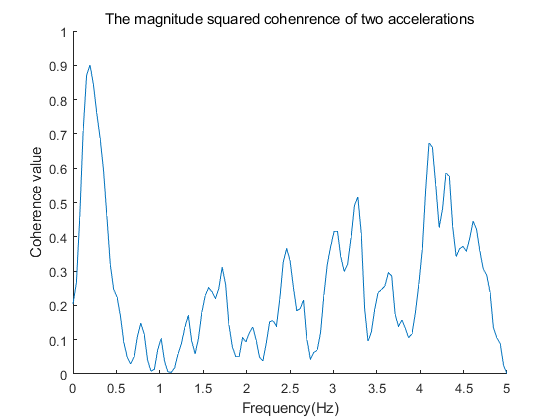 The magnitude squared cohenrence of two accelerations
1
0.9
0.8
0.7
0.6
0.5
0.4
0.3
0.2
0.1
0
Coherence value
0 0.5 1 1.5 2 2.5 3 3.5 4 4.5 5
Frequency(Hz)